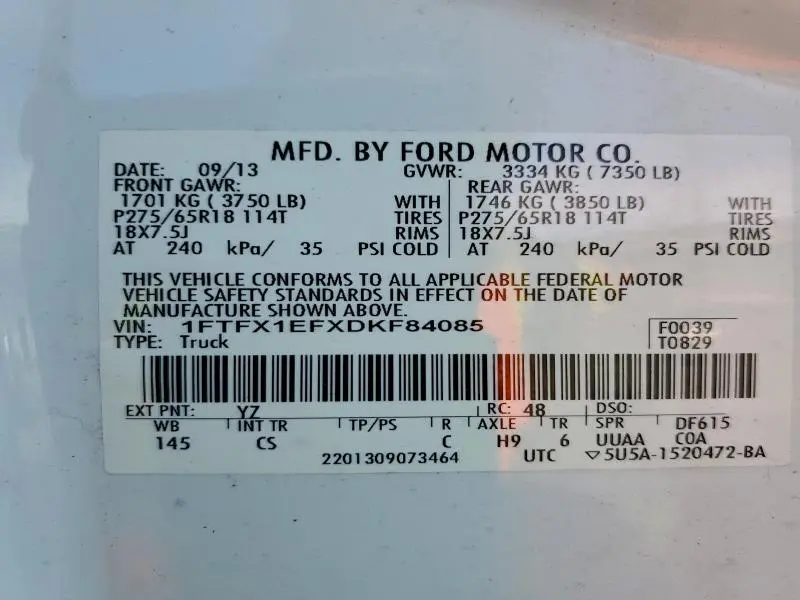 MFD. BY FORD MOTOR CO.
DATE: 09/13 GVWR: 3334 KG ( 7350 LB)
FRONT GAWR: REAR GAWR:
1701 KG ( 3750 LB) WITH 1746 KG ( 3850 LB) WITH
P275/65R18 114T TIRES P275/65R18 114T TIRES
18X7.5J RIMS 18X7.5J RIMS
AT 240 kPa/ 35 PSI COLD AT 240 kPa/ 35 PSI COLD
THIS VEHICLE CONFORMS TO ALL APPLICABLE FEDERAL MOTOR
VEHICLE SAFETY STANDARDS IN EFFECT ON THE DATE OF
MANUFACTURE SHOWN ABOVE.
VIN: 1FTFX1EFXDKF84085 F0039
TYPE: Truck T0829
EXT PNT: YZ RC: 48 DSO:
WB INT TR TP/PS R AXLE TR SPR DF615
145 CS C H9 6 UUAA C0A
2201309073464 UTC ▽5U5A-1520472-BA